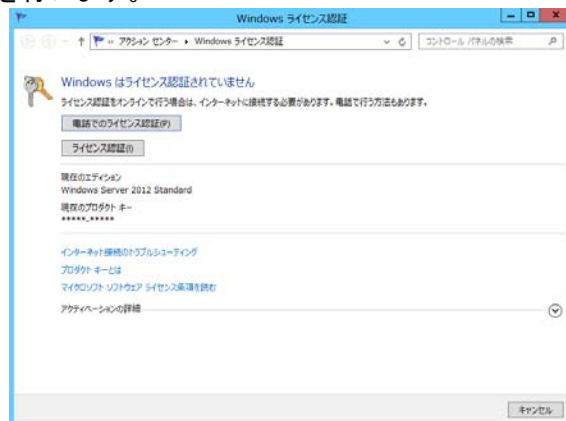 を行います。
Windows ライセンス認証
アクション センター ▸ Windows ライセンス認証
コントロール パネルの検索
Windows はライセンス認証されていません
ライセンス認証をオンラインで行う場合は、インターネットに接続する必要があります。電話で行う方法もあります。
電話でのライセンス認証(P)
ライセンス認証(I)
現在のエディション
Windows Server 2012 Standard
現在のプロダクト キー
*****-*****
インターネット接続のトラブルシューティング
プロダクト キーとは
マイクロソフト ソフトウェア ライセンス条項を読む
アクティベーションの詳細
キャンセル